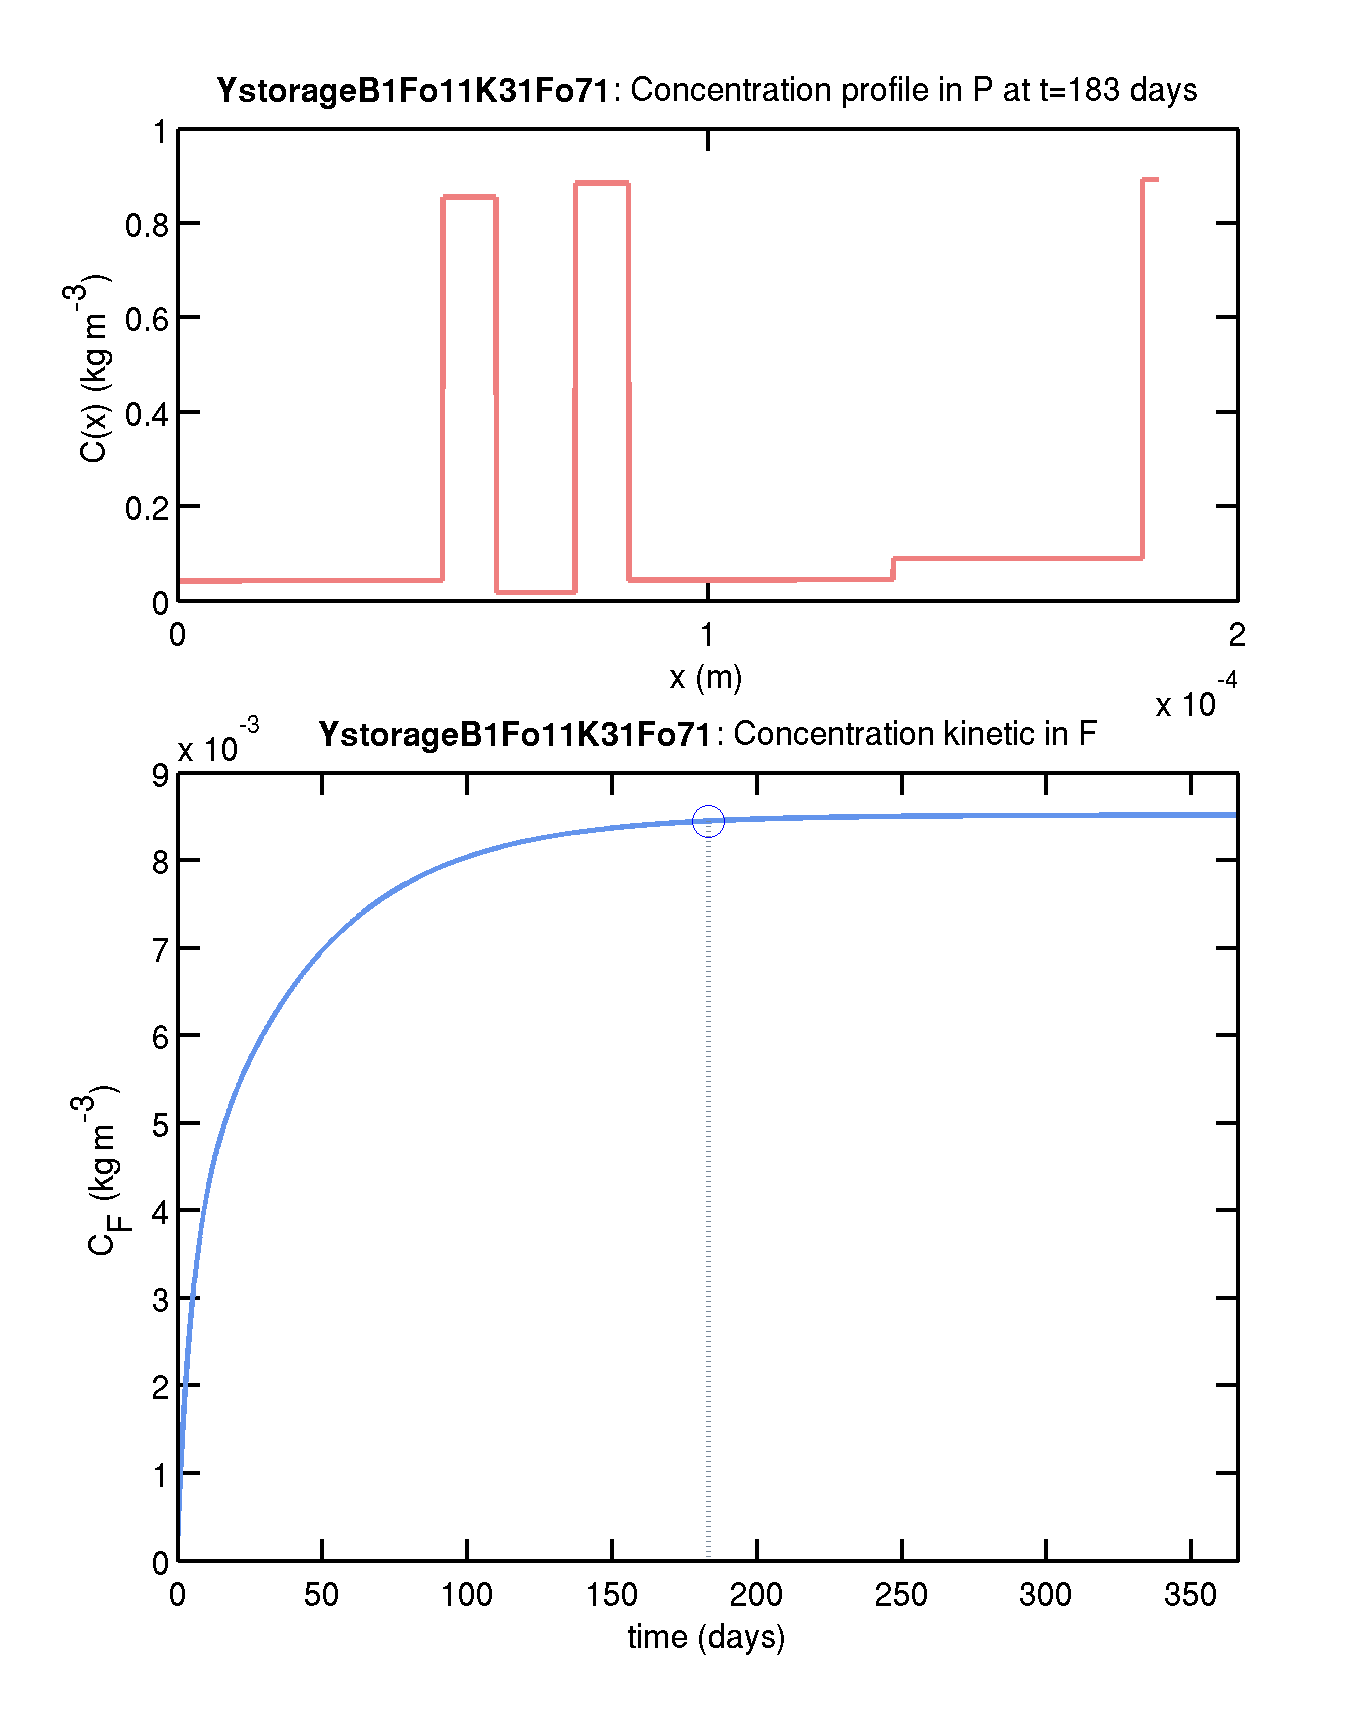 YstorageB1Fo11K31Fo71: Concentration profile in P at t=183 days
1
0.8
0.6
0.4
0.2
0
C(x) (kg m-3)
0 1 2
x (m)
x 10-4
YstorageB1Fo11K31Fo71: Concentration kinetic in F
x 10-3
9
8
7
6
5
4
3
2
1
0
CF (kg m-3)
0 50 100 150 200 250 300 350
time (days)